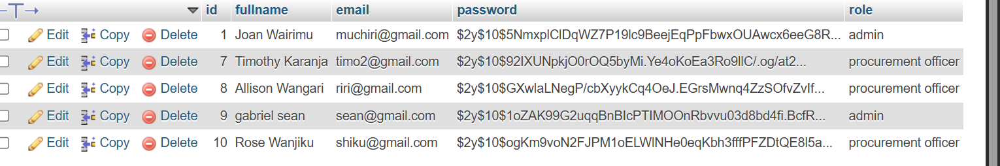 id fullname email password role
Edit Copy Delete 1 Joan Wairimu muchiri@gmail.com $2y$10$5NmxplClDqWZ7P19lc9BeejEqPpFbwxOUAwcx6eeG8R... admin
Edit Copy Delete 7 Timothy Karanja timo2@gmail.com $2y$10$92IXUNpkjO0rOQ5byMi.Ye4oKoEa3Ro9llC/.og/at2... procurement officer
Edit Copy Delete 8 Allison Wangari riri@gmail.com $2y$10$GXwlaLNegP/cbXyykCq4OeJ.EGrsMwnq4ZzSOfvZvIf... procurement officer
Edit Copy Delete 9 gabriel sean sean@gmail.com $2y$10$1oZAK99G2uqqBnBIcPTIMOOnRbvvu03d8bd4fi.BcfR... admin
Edit Copy Delete 10 Rose Wanjiku shiku@gmail.com $2y$10$ogKm9voN2FJPM1oELWlNHe0eqKbh3fffPFZDtQE8l5a... procurement officer